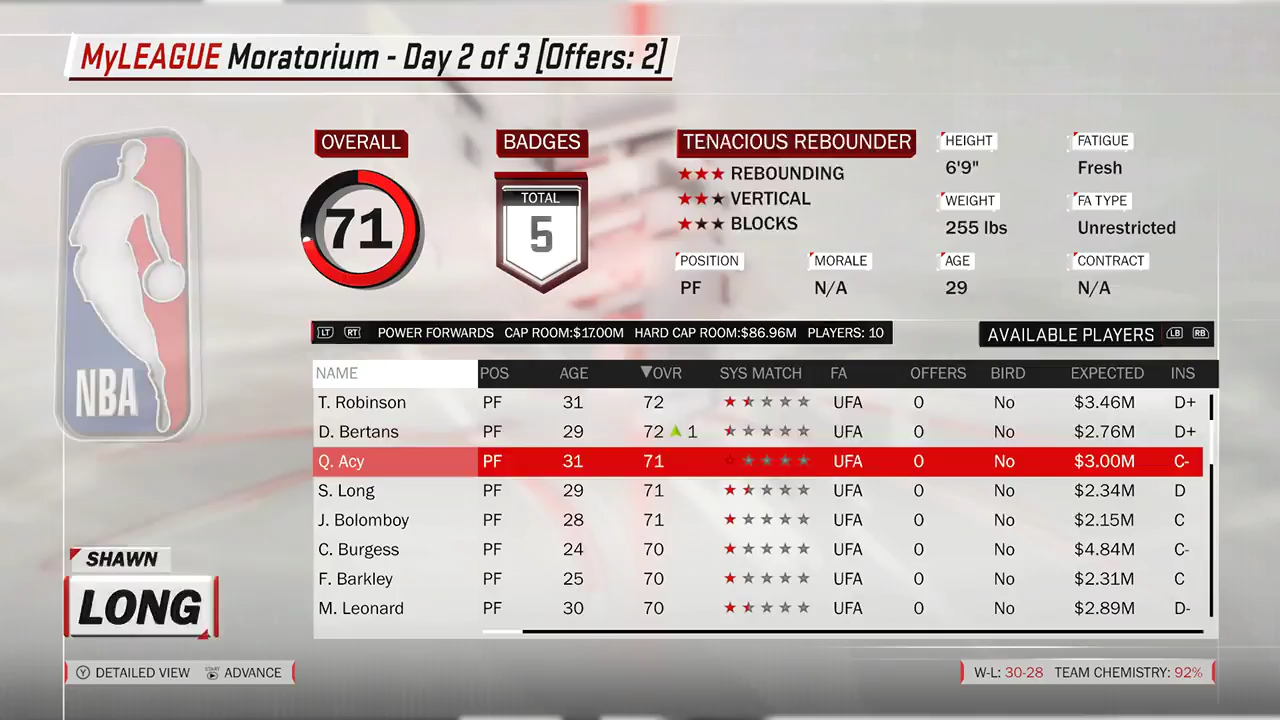 MyLEAGUE Moratorium - Day 2 of 3 [Offers: 2]
OVERALL
71
BADGES
TOTAL
5
TENACIOUS REBOUNDER
REBOUNDING
VERTICAL
BLOCKS
HEIGHT
6'9"
FATIGUE
Fresh
WEIGHT
255 lbs
FA TYPE
Unrestricted
POSITION
PF
MORALE
N/A
AGE
29
CONTRACT
N/A
NBA
LT RT POWER FORWARDS CAP ROOM:$17.00M HARD CAP ROOM:$86.96M PLAYERS: 10
AVAILABLE PLAYERS LB RB
NAME POS AGE OVR SYS MATCH FA OFFERS BIRD EXPECTED INS
T. Robinson PF 31 72 UFA 0 No $3.46M D+
D. Bertans PF 29 72 1 UFA 0 No $2.76M D+
Q. Acy PF 31 71 UFA 0 No $3.00M C-
S. Long PF 29 71 UFA 0 No $2.34M D
J. Bolomboy PF 28 71 UFA 0 No $2.15M C
C. Burgess PF 24 70 UFA 0 No $4.84M C-
F. Barkley PF 25 70 UFA 0 No $2.31M C
M. Leonard PF 30 70 UFA 0 No $2.89M D-
SHAWN
LONG
Y DETAILED VIEW START ADVANCE
W-L: 30-28 TEAM CHEMISTRY: 92%